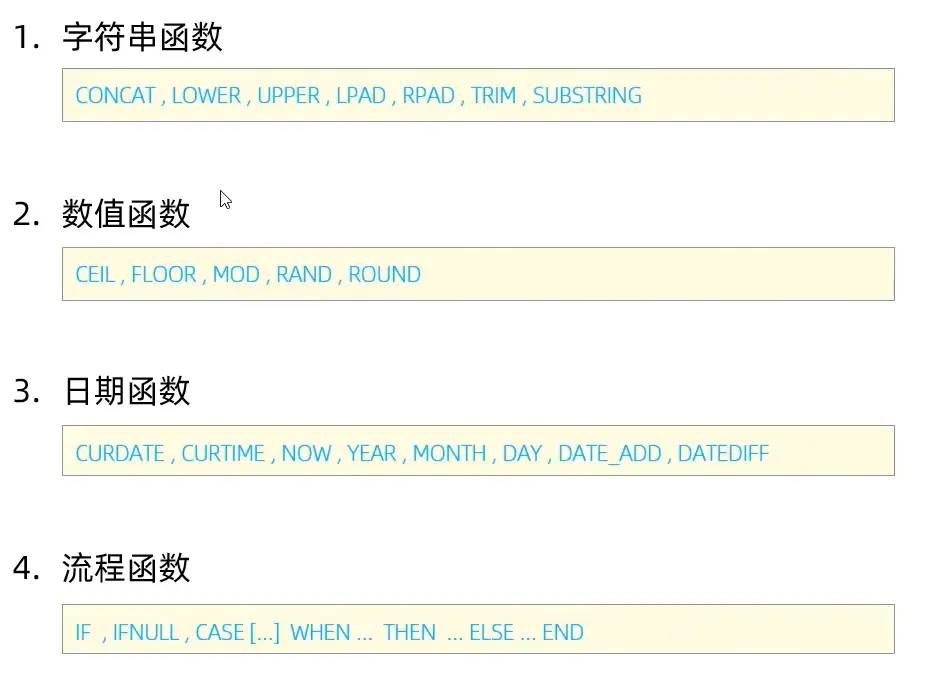 1. 字符串函数
CONCAT , LOWER , UPPER , LPAD , RPAD , TRIM , SUBSTRING
2. 数值函数
CEIL , FLOOR , MOD , RAND , ROUND
3. 日期函数
CURDATE , CURTIME , NOW , YEAR , MONTH , DAY , DATE_ADD , DATEDIFF
4. 流程函数
IF , IFNULL , CASE [...] WHEN ... THEN ... ELSE ... END